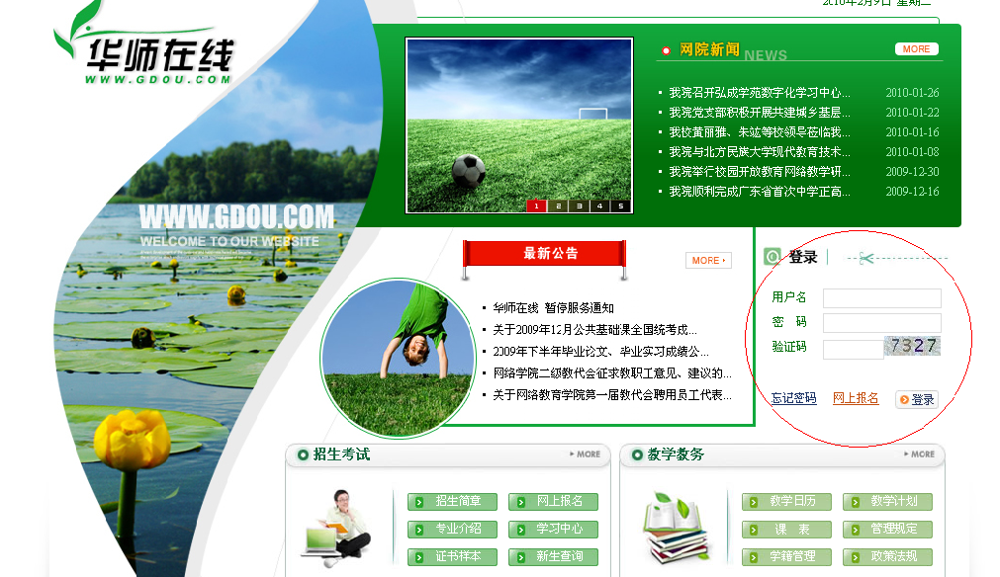 2010年2月9日 星期二
华师在线
WWW.GDOU.COM
网院新闻 NEWS MORE
我院召开弘成学苑数字化学习中心... 2010-01-26
我院党支部积极开展共建城乡基层... 2010-01-22
我校黄丽雅、朱竑等校领导莅临我... 2010-01-16
我院与北方民族大学现代教育技术... 2010-01-08
我院举行校园开放教育网络教学研... 2009-12-30
我院顺利完成广东省首次中学正高... 2009-12-16
1 2 3 4 5
WWW.GDOU.COM
WELCOME TO OUR WEBSITE
最新公告 MORE
华师在线 暂停服务通知
关于2009年12月公共基础课全国统考成...
2009年下半年毕业论文、毕业实习成绩公...
网络学院二级教代会征求教职工意见、建议的...
关于网络教育学院第一届教代会聘用员工代表...
登录
用户名
密 码
验证码 7327
忘记密码 网上报名 登录
招生考试 MORE
招生简章 网上报名
专业介绍 学习中心
证书样本 新生查询
教学教务 MORE
教学日历 教学计划
课 表 管理规定
学籍管理 政策法规